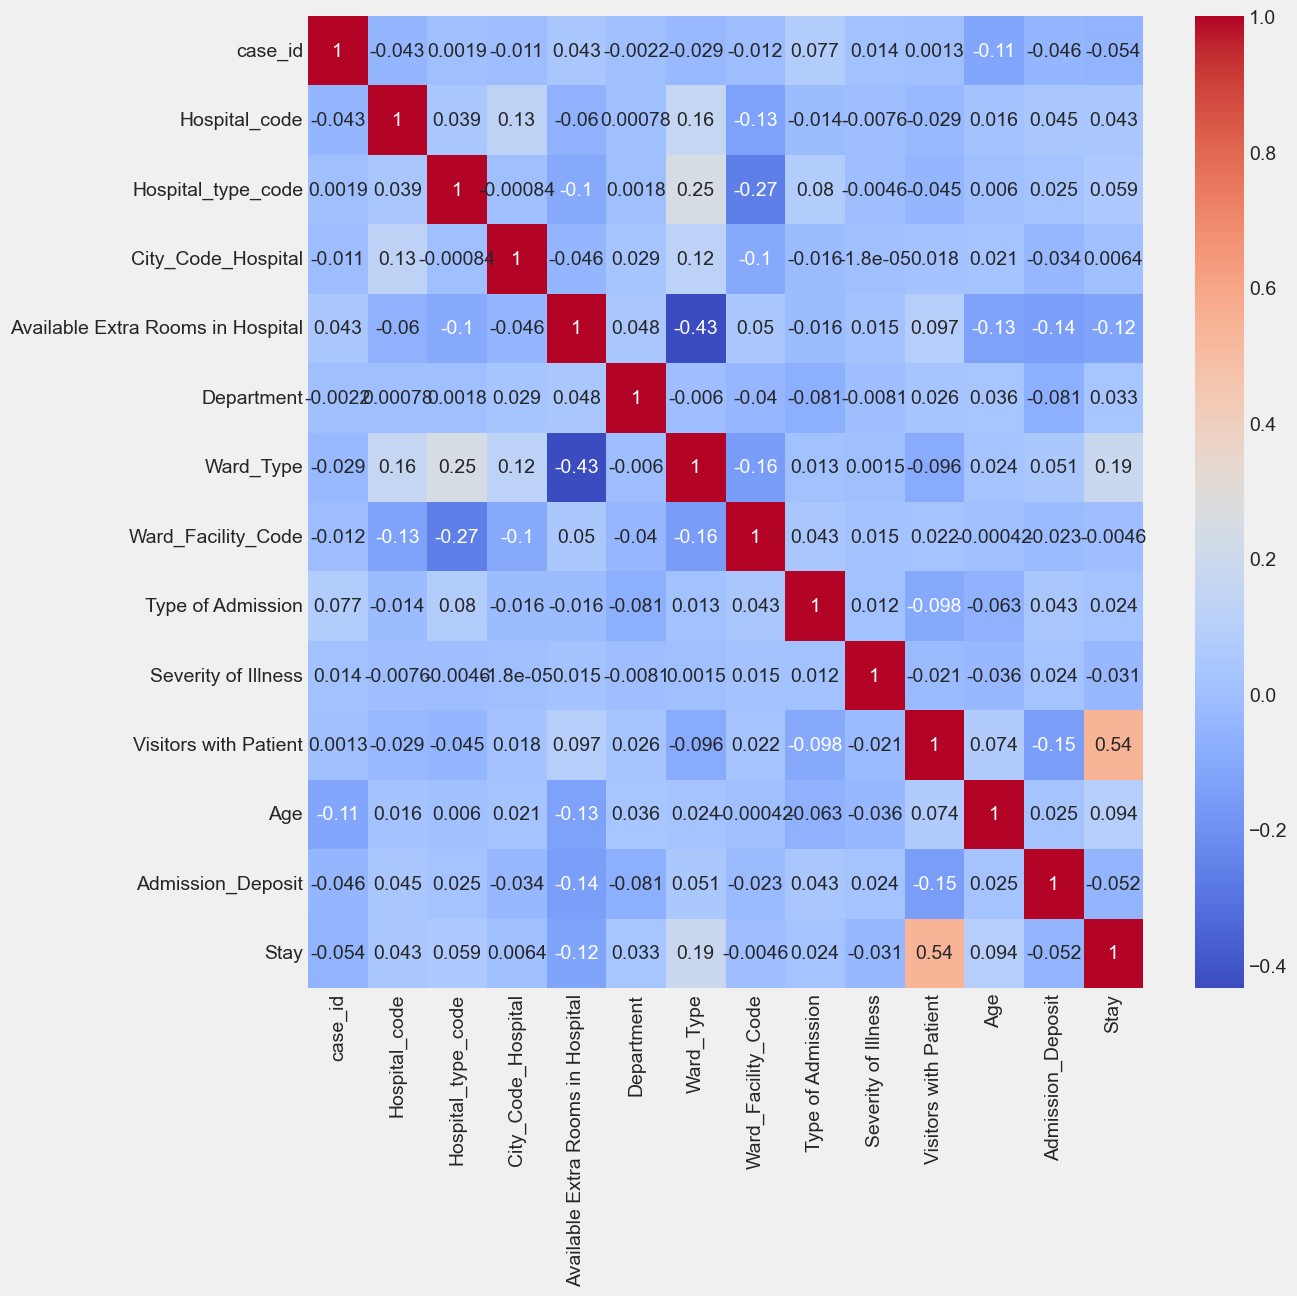 case_id 1 -0.043 0.0019 -0.011 0.043 -0.0022 -0.029 -0.012 0.077 0.014 0.0013 -0.11 -0.046 -0.054
Hospital_code -0.043 1 0.039 0.13 -0.06 0.00078 0.16 -0.13 -0.014 -0.0076 -0.029 0.016 0.045 0.043
Hospital_type_code 0.0019 0.039 1 -0.00084 -0.1 0.0018 0.25 -0.27 0.08 -0.0046 -0.045 0.006 0.025 0.059
City_Code_Hospital -0.011 0.13 -0.00084 1 -0.046 0.029 0.12 -0.1 -0.016 -1.8e-05 0.018 0.021 -0.034 0.0064
Available Extra Rooms in Hospital 0.043 -0.06 -0.1 -0.046 1 0.048 -0.43 0.05 -0.016 0.015 0.097 -0.13 -0.14 -0.12
Department -0.0022 0.00078 0.0018 0.029 0.048 1 -0.006 -0.04 -0.081 -0.0081 0.026 0.036 -0.081 0.033
Ward_Type -0.029 0.16 0.25 0.12 -0.43 -0.006 1 -0.16 0.013 0.0015 -0.096 0.024 0.051 0.19
Ward_Facility_Code -0.012 -0.13 -0.27 -0.1 0.05 -0.04 -0.16 1 0.043 0.015 0.022 -0.00042 -0.023 -0.0046
Type of Admission 0.077 -0.014 0.08 -0.016 -0.016 -0.081 0.013 0.043 1 0.012 -0.098 -0.063 0.043 0.024
Severity of Illness 0.014 -0.0076 -0.0046 -1.8e-05 0.015 -0.0081 0.0015 0.015 0.012 1 -0.021 -0.036 0.024 -0.031
Visitors with Patient 0.0013 -0.029 -0.045 0.018 0.097 0.026 -0.096 0.022 -0.098 -0.021 1 0.074 -0.15 0.54
Age -0.11 0.016 0.006 0.021 -0.13 0.036 0.024 -0.00042 -0.063 -0.036 0.074 1 0.025 0.094
Admission_Deposit -0.046 0.045 0.025 -0.034 -0.14 -0.081 0.051 -0.023 0.043 0.024 -0.15 0.025 1 -0.052
Stay -0.054 0.043 0.059 0.0064 -0.12 0.033 0.19 -0.0046 0.024 -0.031 0.54 0.094 -0.052 1
case_id
Hospital_code
Hospital_type_code
City_Code_Hospital
Available Extra Rooms in Hospital
Department
Ward_Type
Ward_Facility_Code
Type of Admission
Severity of Illness
Visitors with Patient
Age
Admission_Deposit
Stay
1.0
0.8
0.6
0.4
0.2
0.0
−0.2
−0.4